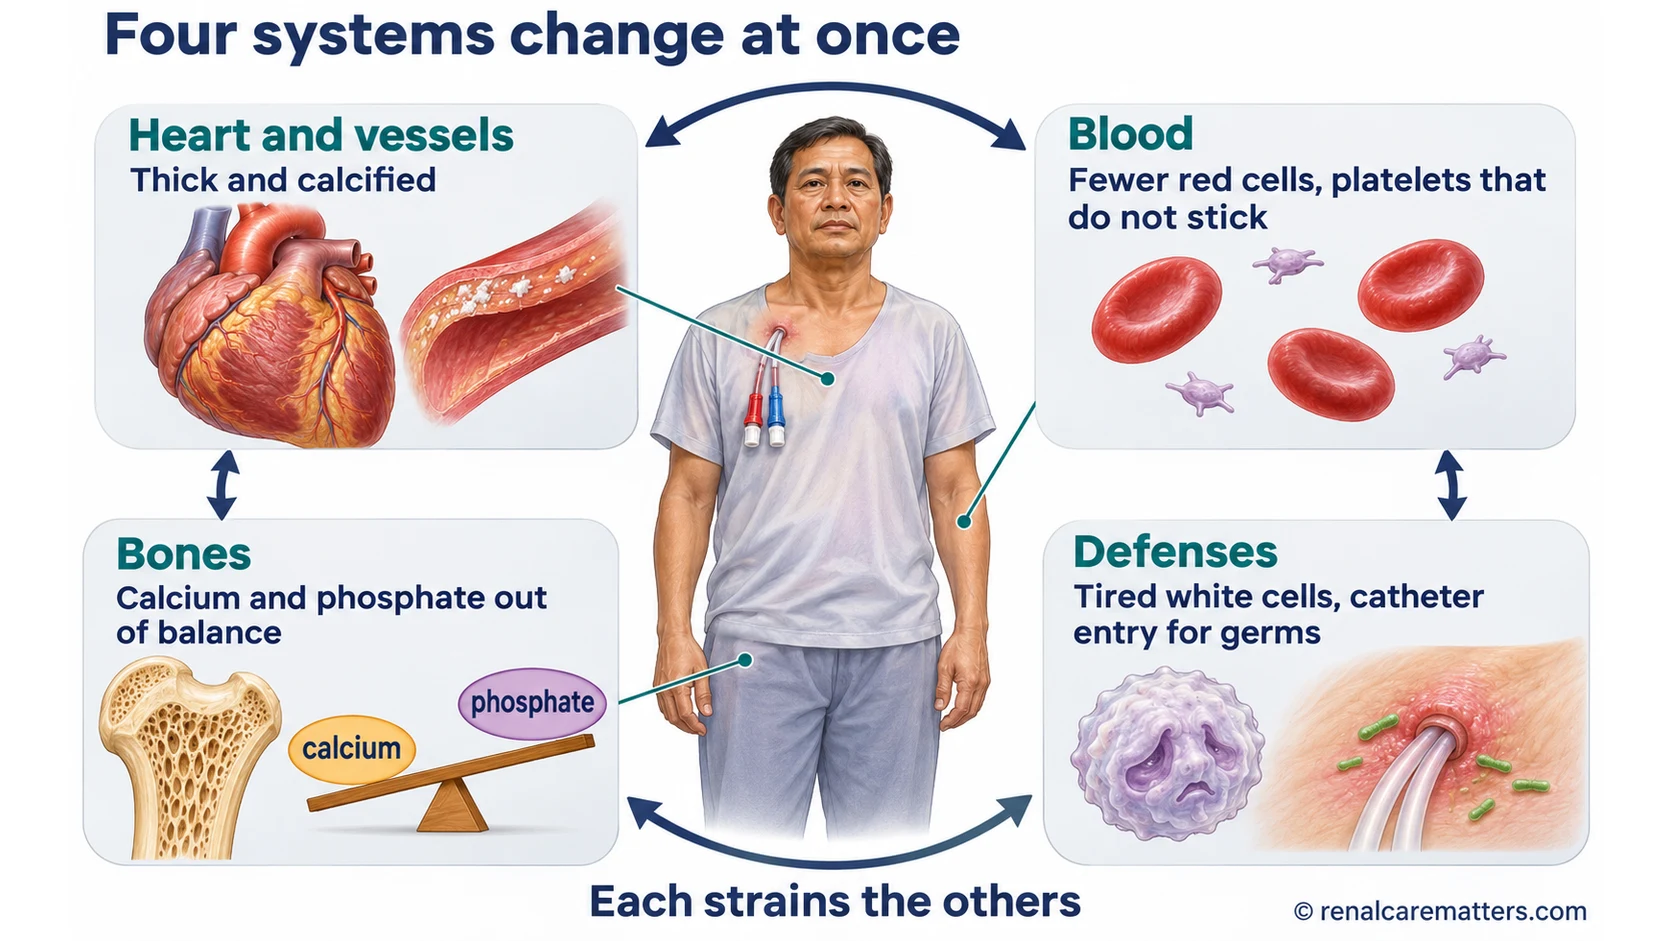 Four systems change at once
Heart and vessels
Thick and calcified
Blood
Fewer red cells, platelets that
do not stick
Bones
Calcium and phosphate out
of balance
calcium
phosphate
Defenses
Tired white cells, catheter
entry for germs
Each strains the others
© renalcarematters.com